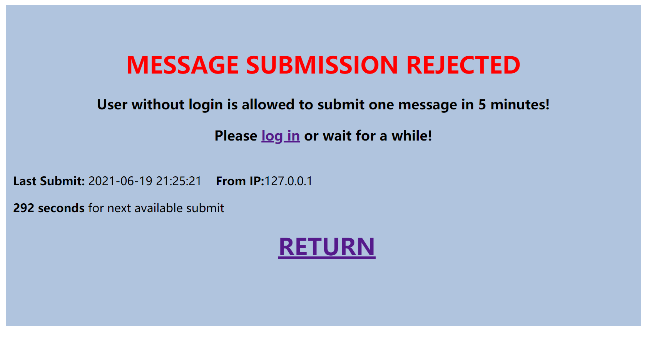 MESSAGE SUBMISSION REJECTED
User without login is allowed to submit one message in 5 minutes!
Please log in or wait for a while!
Last Submit: 2021-06-19 21:25:21 From IP:127.0.0.1
292 seconds for next available submit
RETURN